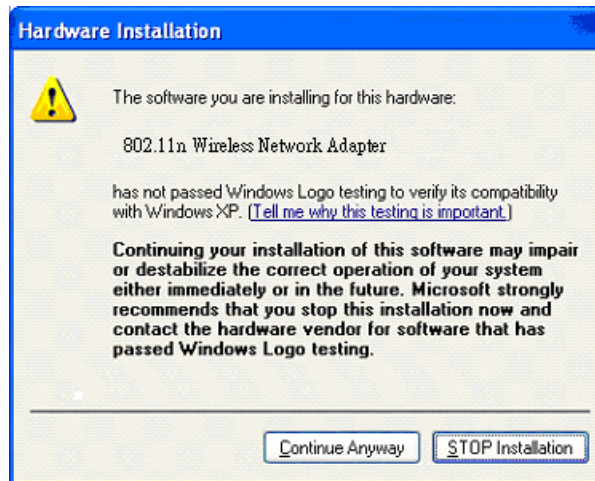 Hardware Installation
The software you are installing for this hardware:
802.11n Wireless Network Adapter
has not passed Windows Logo testing to verify its compatibility
with Windows XP. (Tell me why this testing is important.)
Continuing your installation of this software may impair
or destabilize the correct operation of your system
either immediately or in the future. Microsoft strongly
recommends that you stop this installation now and
contact the hardware vendor for software that has
passed Windows Logo testing.
Continue Anyway
STOP Installation